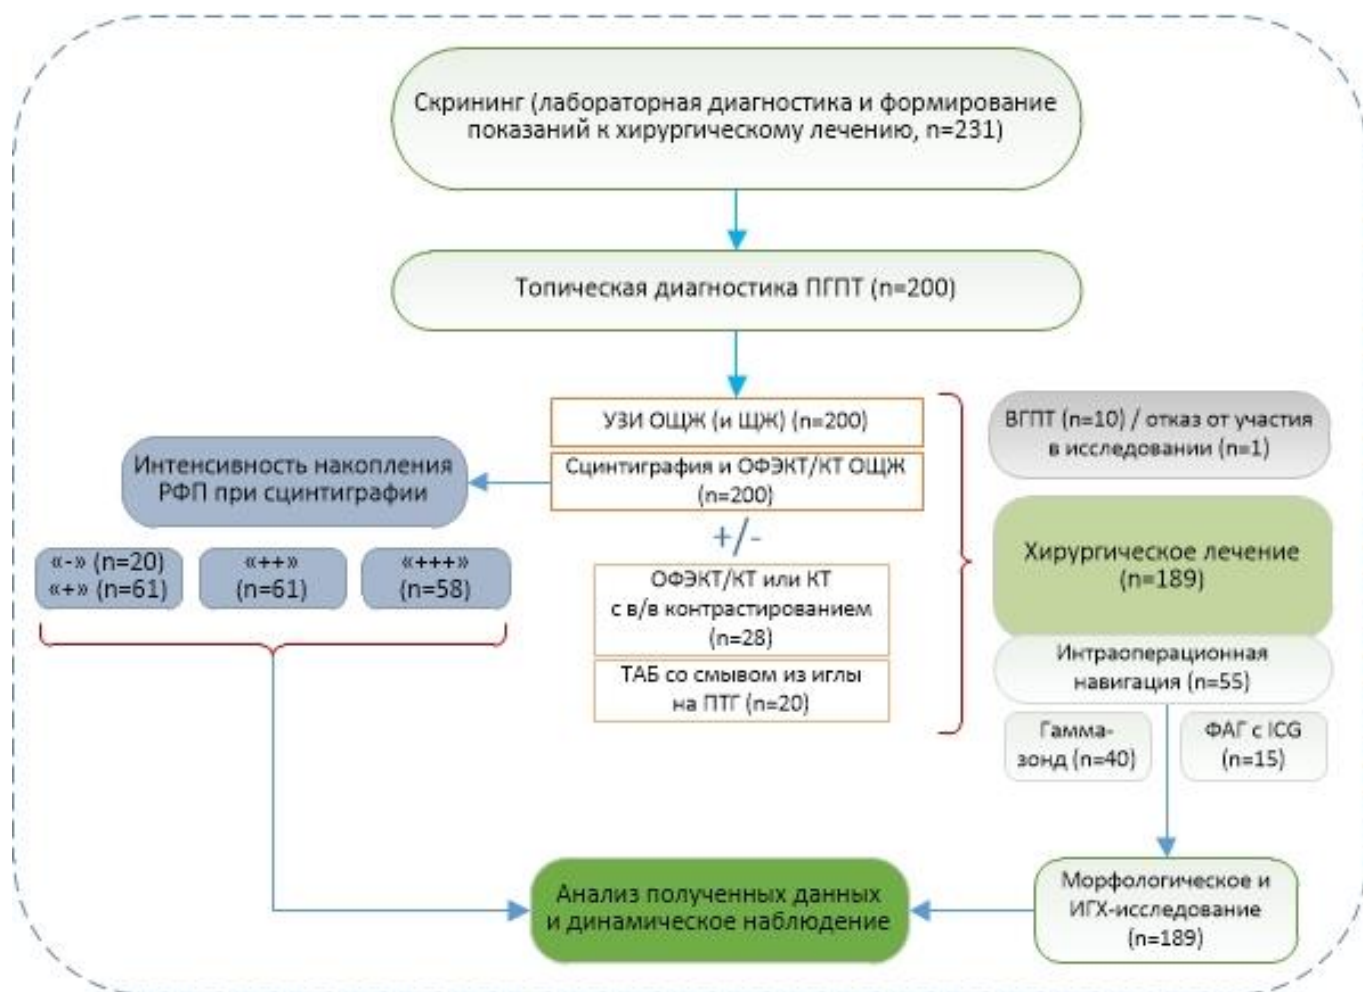 Скрининг (лабораторная диагностика и формирование
показаний к хирургическому лечению, n=231)
Топическая диагностика ПГПТ (n=200)
УЗИ ОЩЖ (и ЩЖ) (n=200)
Сцинтиграфия и ОФЭКТ/КТ ОЩЖ
(n=200)
+/-
ОФЭКТ/КТ или КТ
с в/в контрастированием
(n=28)
ТАБ со смывом из иглы
на ПТГ (n=20)
Интенсивность накопления
РФП при сцинтиграфии
«-» (n=20)
«+» (n=61)
«++»
(n=61)
«+++»
(n=58)
ВГПТ (n=10) / отказ от участия
в исследовании (n=1)
Хирургическое лечение
(n=189)
Интраоперационная
навигация (n=55)
Гамма-
зонд (n=40)
ФАГ с ICG
(n=15)
Морфологическое и
ИГХ-исследование
(n=189)
Анализ полученных данных
и динамическое наблюдение